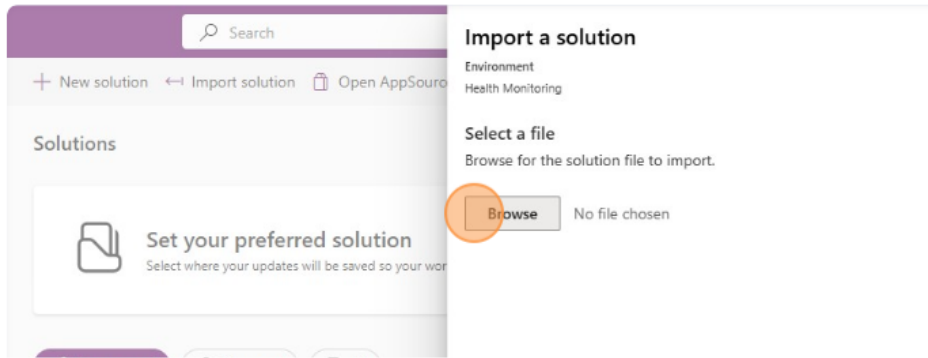 Search
New solution
Import solution
Open AppSourc
Solutions
Set your preferred solution
Select where your updates will be saved so your wor
Import a solution
Environment
Health Monitoring
Select a file
Browse for the solution file to import.
Browse No file chosen